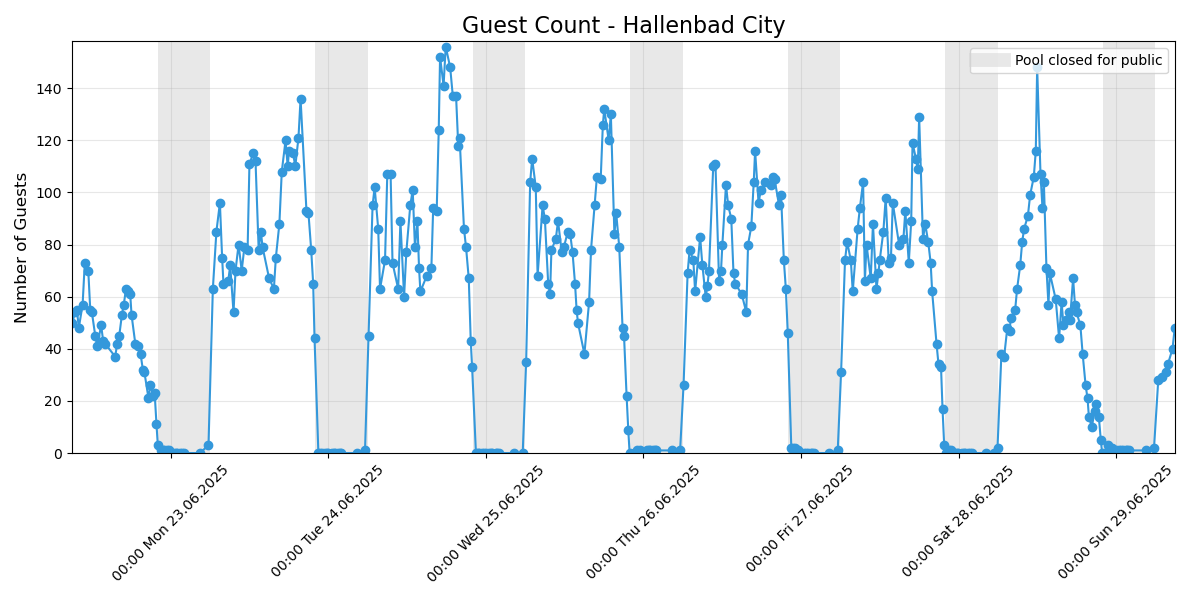 Guest Count - Hallenbad City
Pool closed for public
Number of Guests
140
120
100
80
60
40
20
0
00:00 Mon 23.06.2025
00:00 Tue 24.06.2025
00:00 Wed 25.06.2025
00:00 Thu 26.06.2025
00:00 Fri 27.06.2025
00:00 Sat 28.06.2025
00:00 Sun 29.06.2025